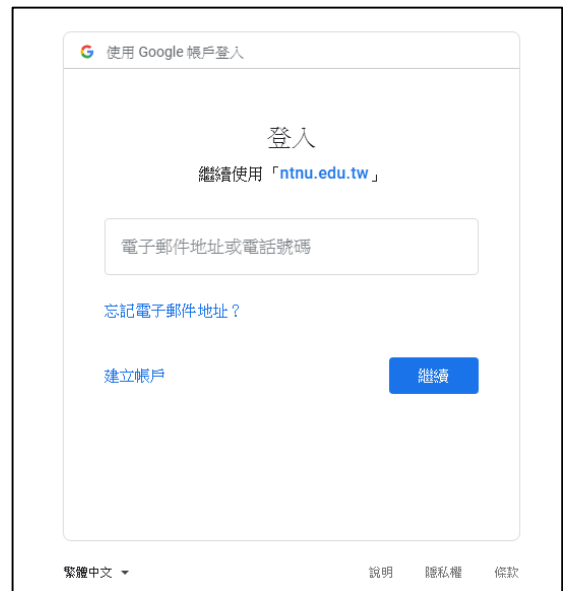 使用 Google 帳戶登入
登入
繼續使用「ntnu.edu.tw」
電子郵件地址或電話號碼
忘記電子郵件地址？
建立帳戶 繼續
繁體中文 說明 隱私權 條款